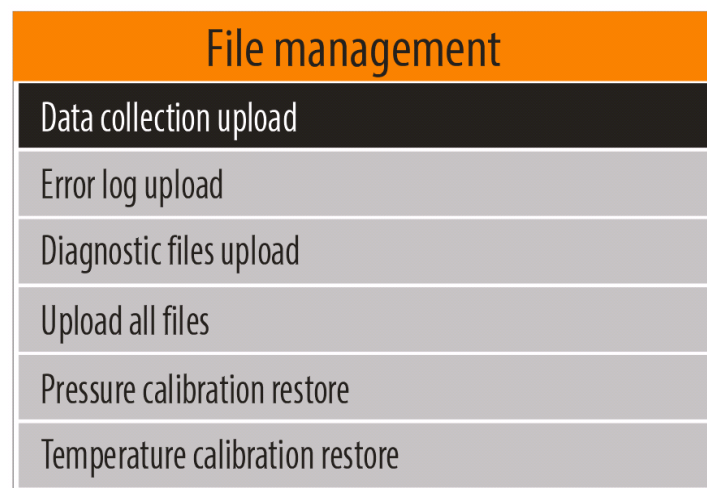 File management
Data collection upload
Error log upload
Diagnostic files upload
Upload all files
Pressure calibration restore
Temperature calibration restore